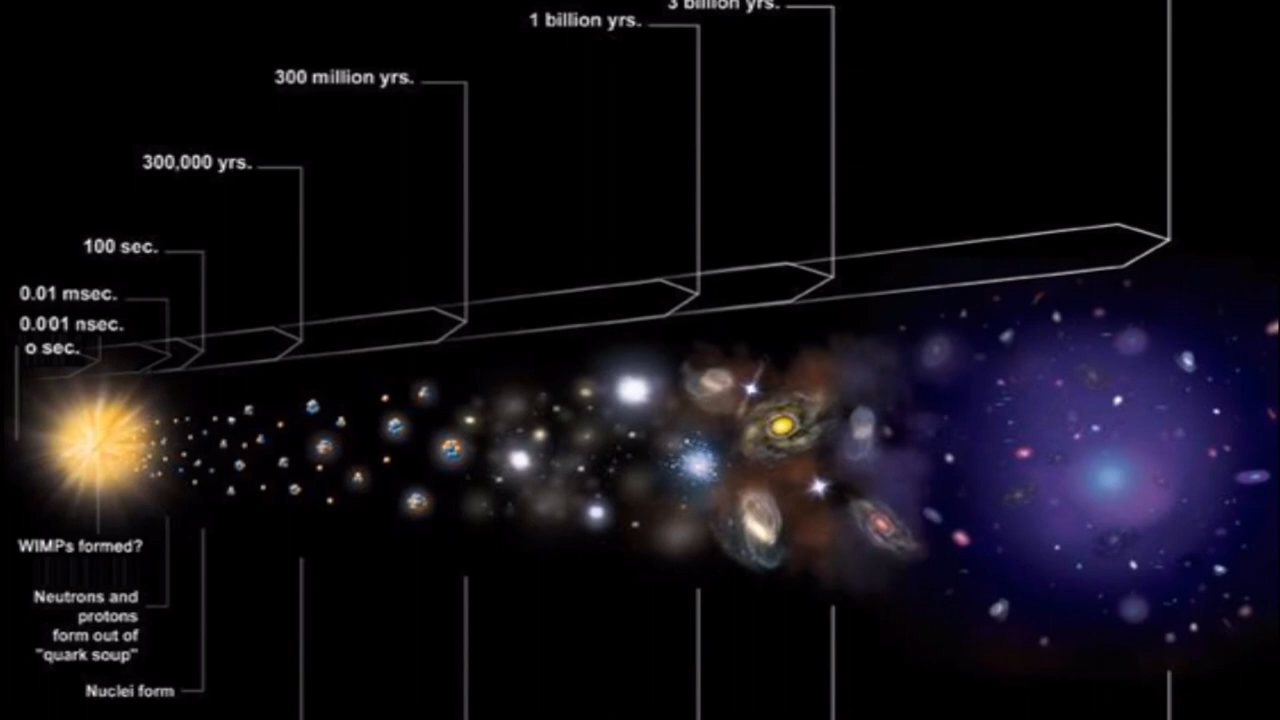 3 billion yrs.
1 billion yrs.
300 million yrs.
300,000 yrs.
100 sec.
0.01 msec.
0.001 nsec.
o sec.
WIMPs formed?
Neutrons and
protons
form out of
"quark soup"
Nuclei form